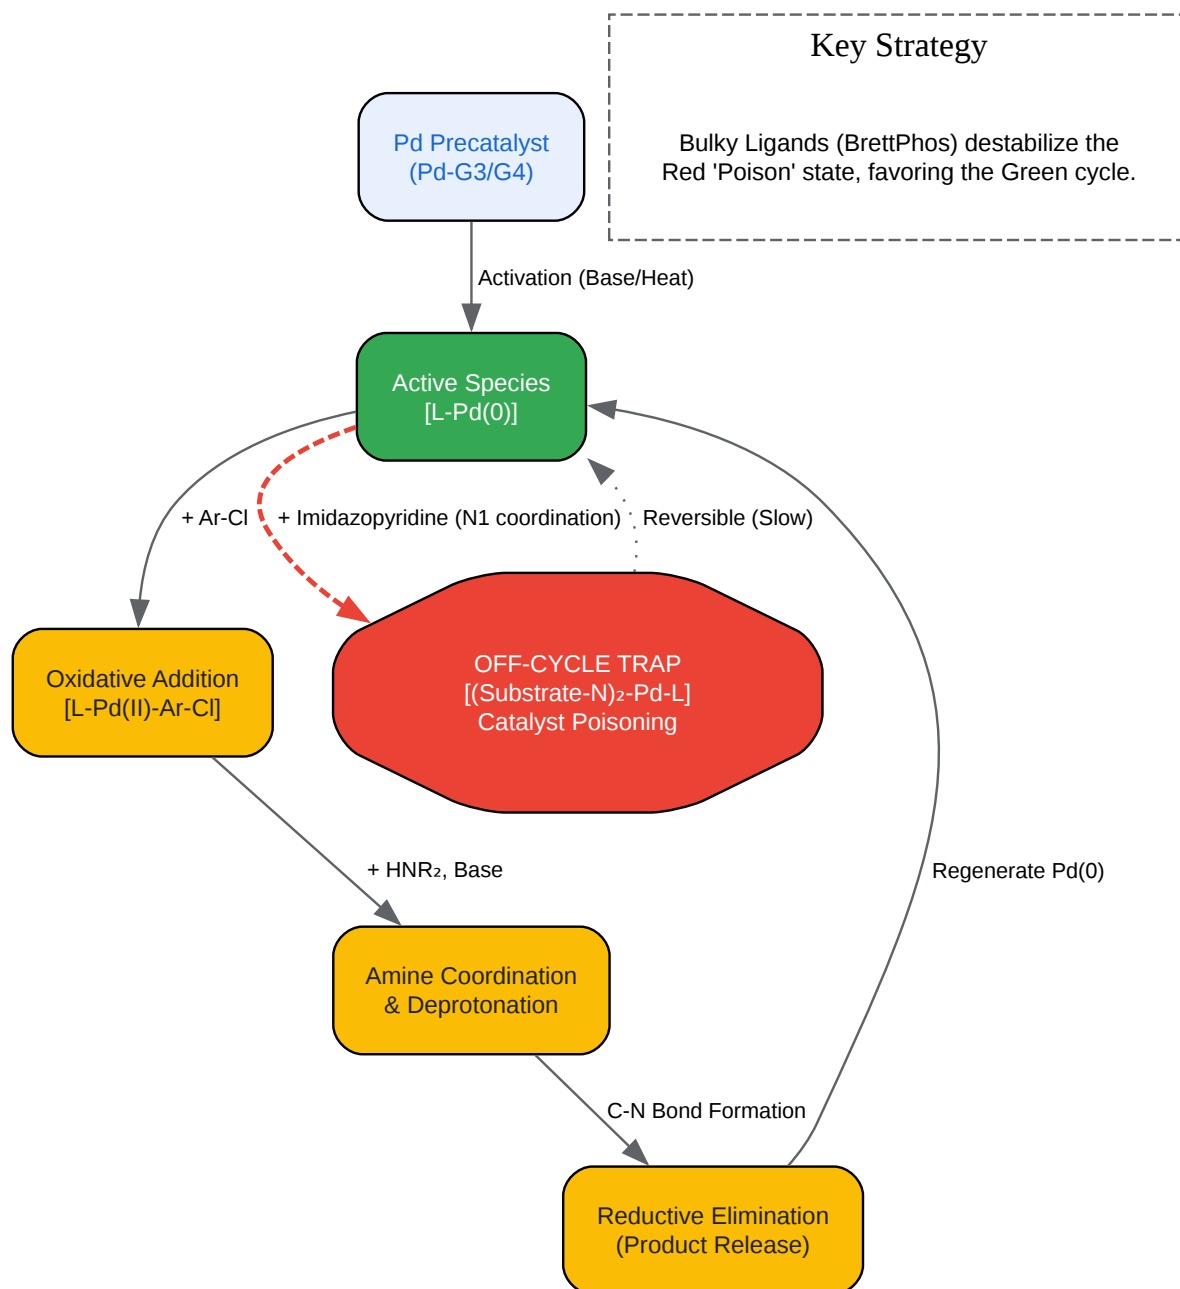 Key Strategy
Bulky Ligands (BrettPhos) destabilize the
Red 'Poison' state, favoring the Green cycle.
Pd Precatalyst
(Pd-G3/G4)
Activation (Base/Heat)
Active Species
[L-Pd(0)]
+ Ar-Cl
+ Imidazopyridine (N1 coordination)
Reversible (Slow)
Oxidative Addition
[L-Pd(II)-Ar-Cl]
OFF-CYCLE TRAP
[(Substrate-N)₂-Pd-L]
Catalyst Poisoning
+ HNR₂, Base
Regenerate Pd(0)
Amine Coordination
& Deprotonation
C-N Bond Formation
Reductive Elimination
(Product Release)